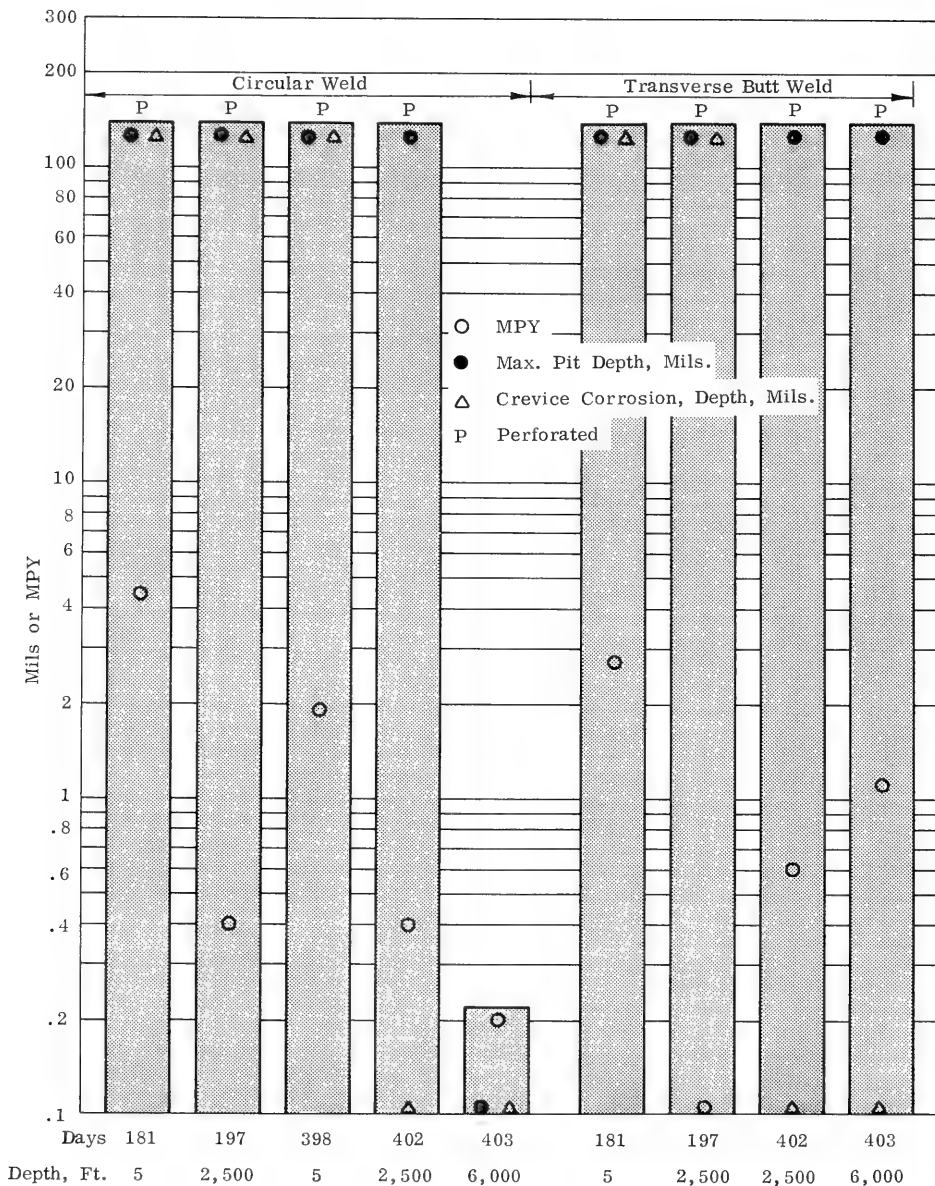 300
200
Circular Weld
Transverse Butt Weld
P P P P P P P P
100
80
60
40
20
10
8
6
4
2
1
.8
.6
.4
.2
.1
Mils or MPY
MPY
Max. Pit Depth, Mils.
Crevice Corrosion, Depth, Mils.
P Perforated
Days 181 197 398 402 403 181 197 402 403
Depth, Ft. 5 2,500 5 2,500 6,000 5 2,500 2,500 6,000